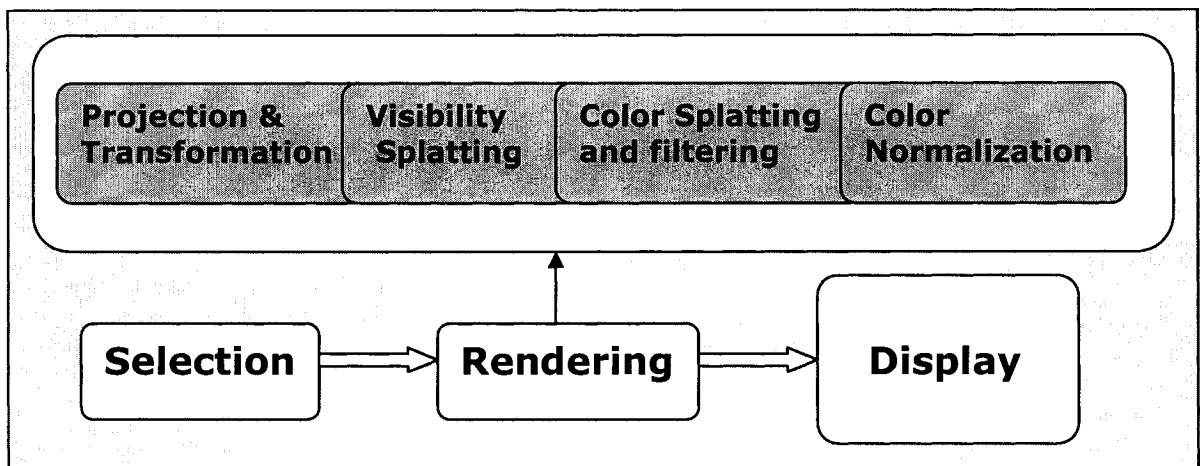 Projection &
Transformation
Visibility
Splatting
Color Splatting
and filtering
Color
Normalization
Selection
Rendering
Display